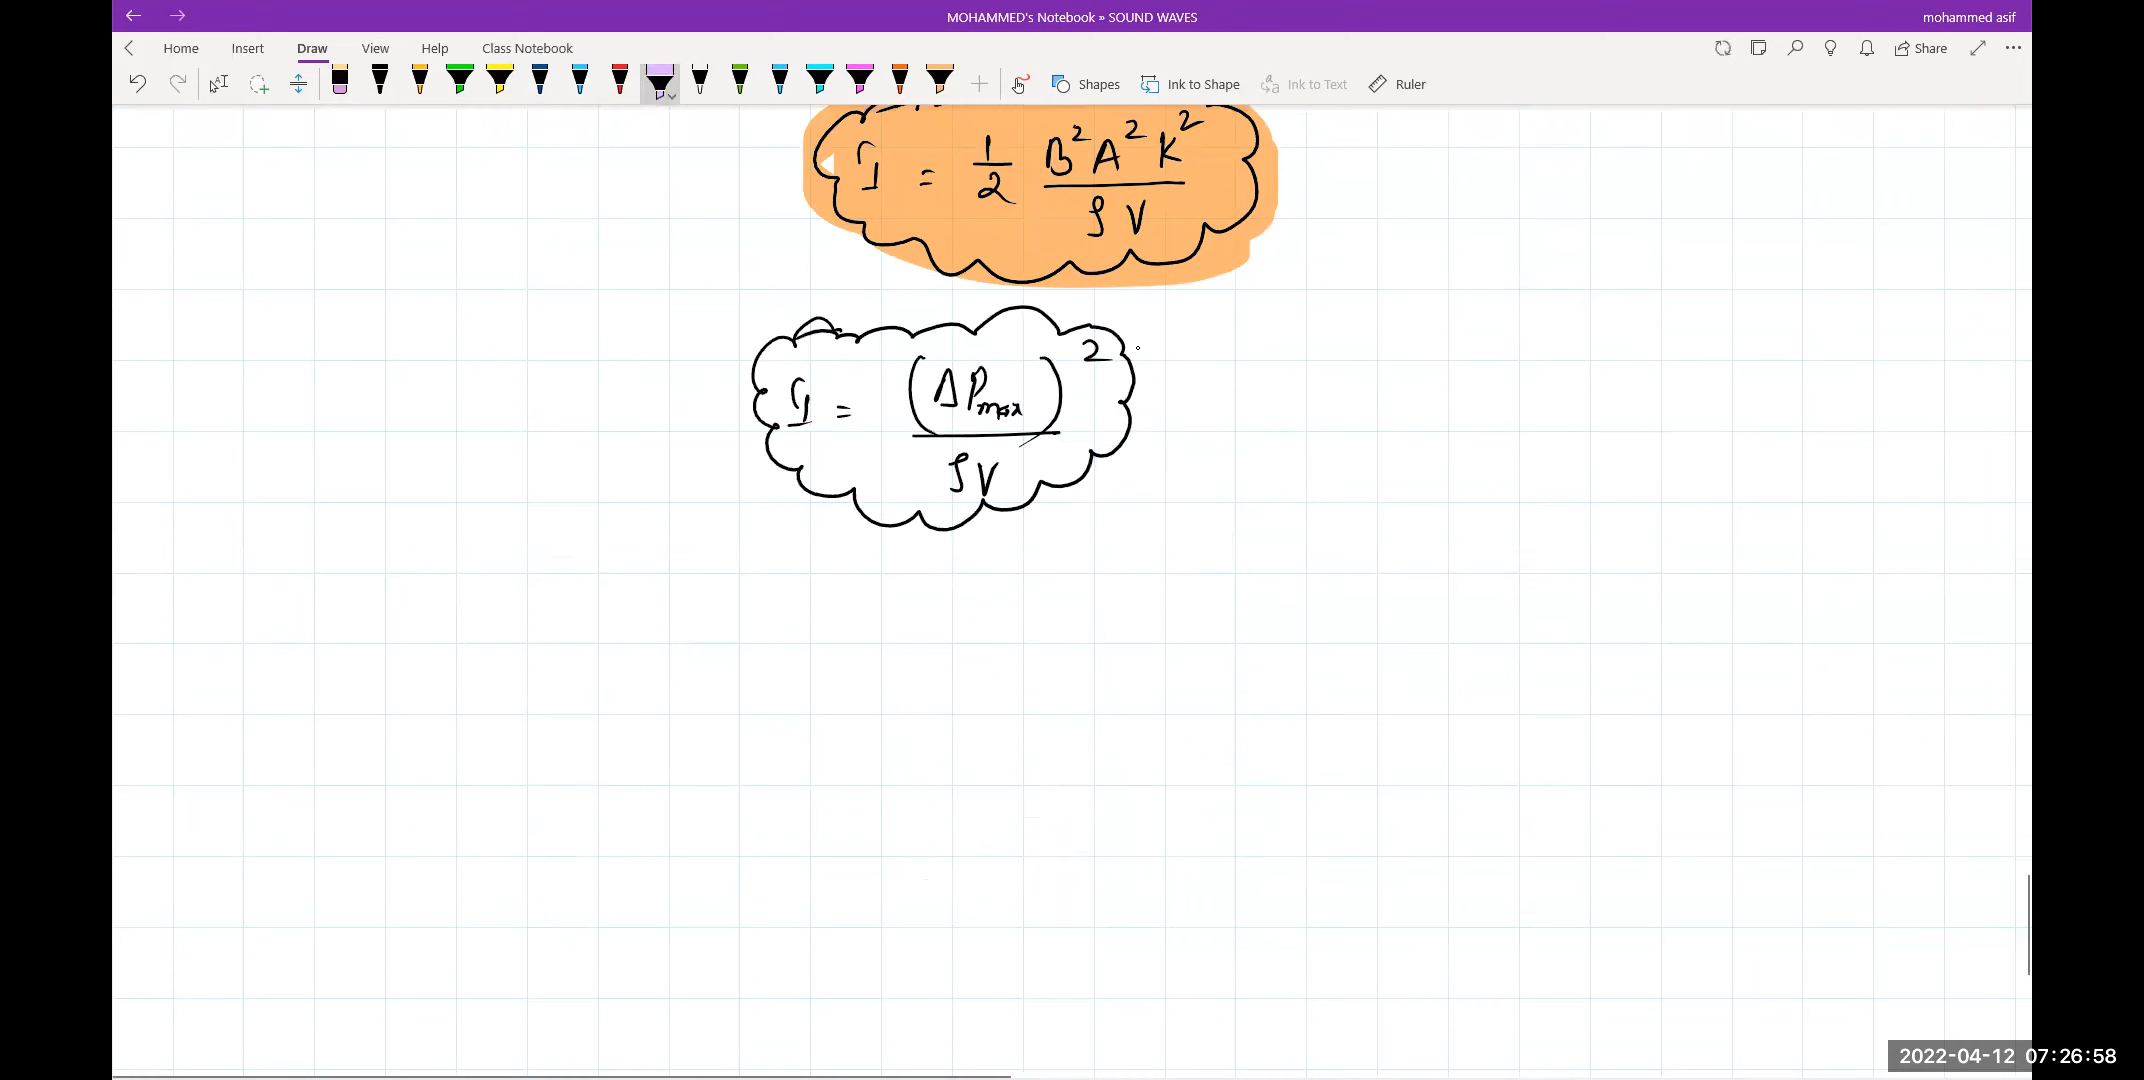 MOHAMMED's Notebook » SOUND WAVES
mohammed asif
Home Insert Draw View Help Class Notebook
Share
Shapes Ink to Shape Ink to Text Ruler
I = 1/2 B²A²K² / ρV
I = (ΔPmax)² / ρV
2022-04-12 07:26:58